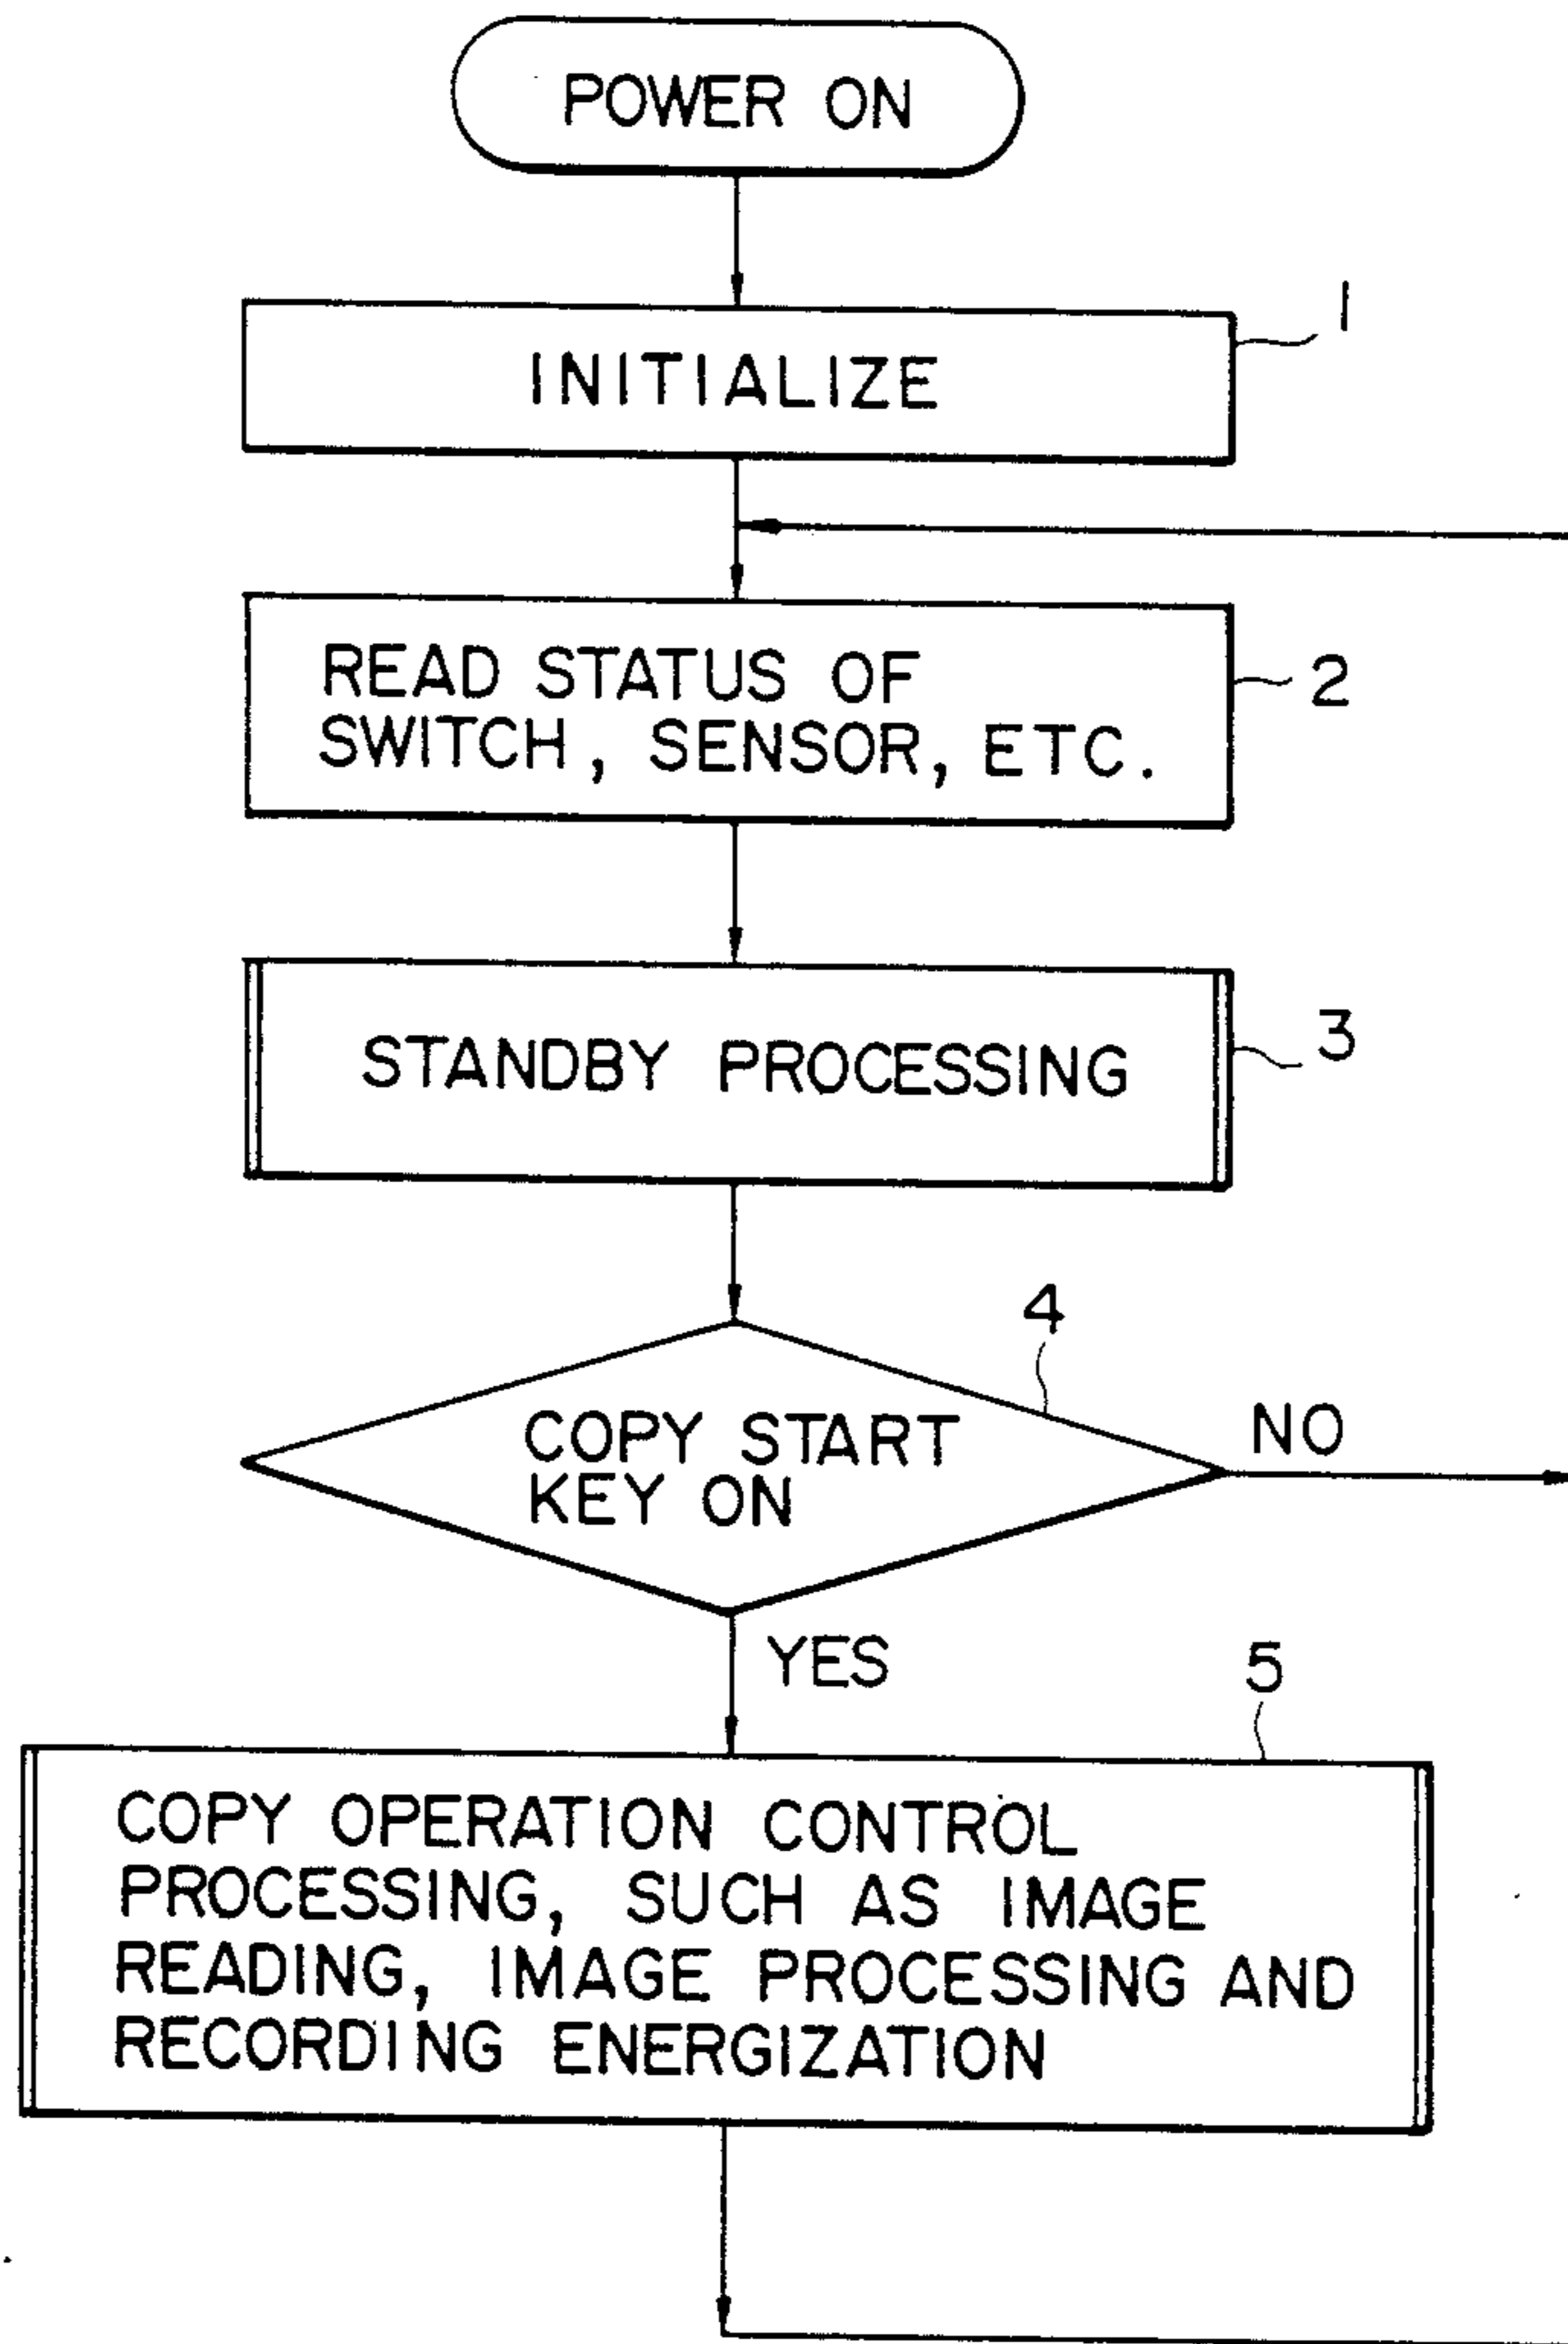 POWER ON
1
INITIALIZE
2
READ STATUS OF
SWITCH, SENSOR, ETC.
3
STANDBY PROCESSING
4
COPY START
KEY ON
NO
YES
5
COPY OPERATION CONTROL
PROCESSING, SUCH AS IMAGE
READING, IMAGE PROCESSING AND
RECORDING ENERGIZATION